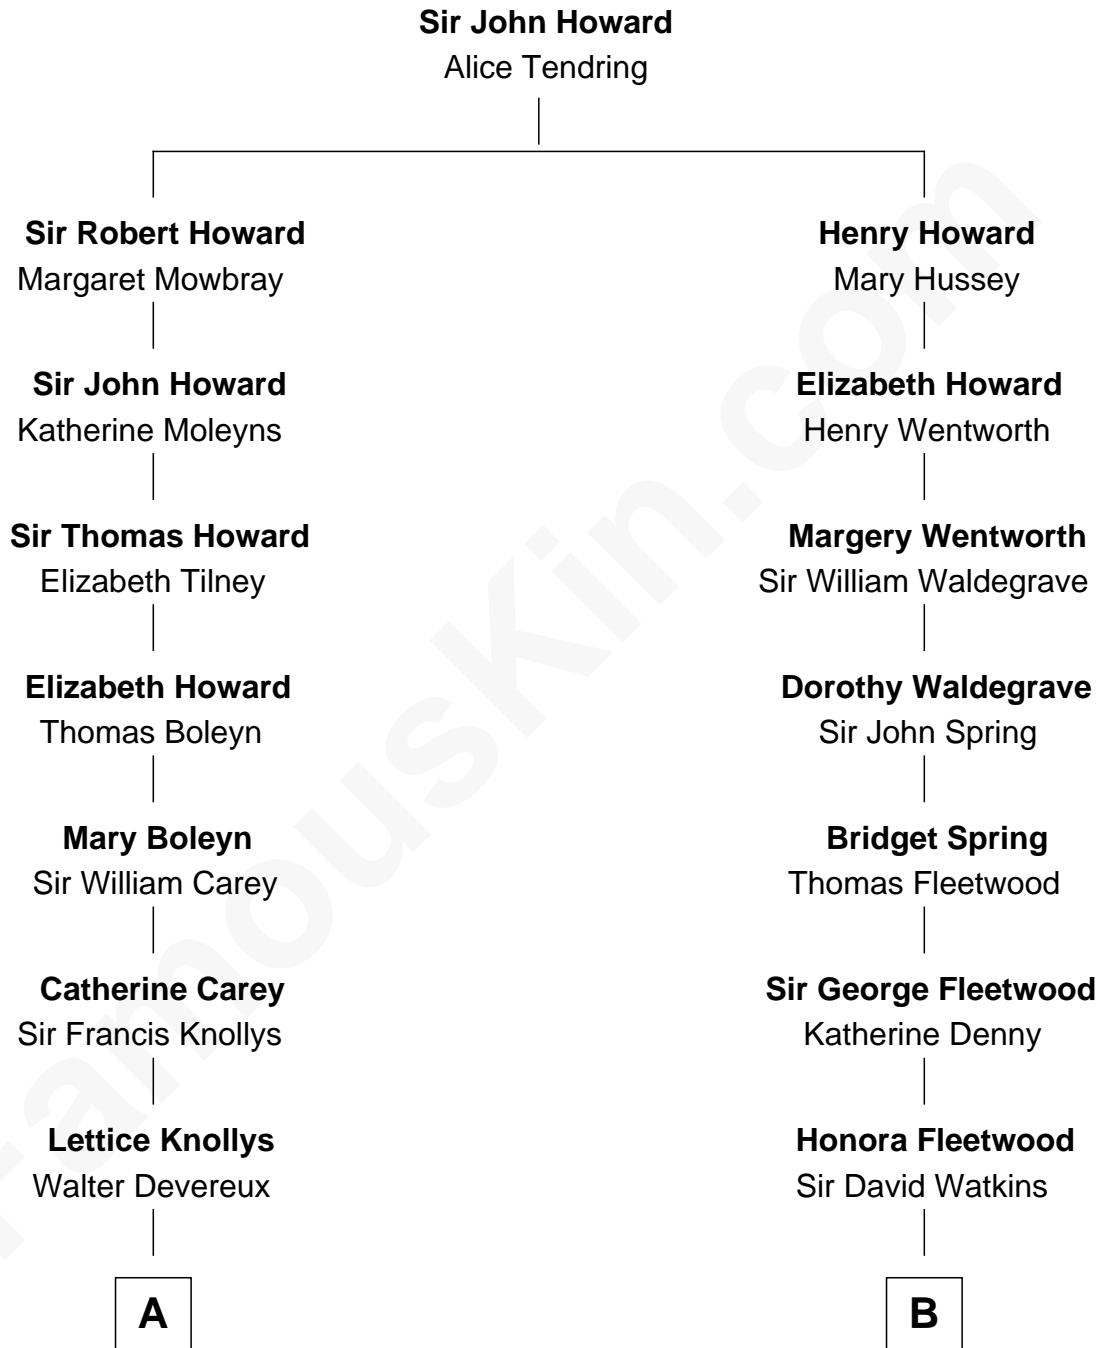 Sir John Howard
Alice Tendring
Sir Robert Howard
Margaret Mowbray
Henry Howard
Mary Hussey
Sir John Howard
Katherine Moleyns
Elizabeth Howard
Henry Wentworth
Sir Thomas Howard
Elizabeth Tilney
Margery Wentworth
Sir William Waldegrave
Elizabeth Howard
Thomas Boleyn
Dorothy Waldegrave
Sir John Spring
Mary Boleyn
Sir William Carey
Bridget Spring
Thomas Fleetwood
Catherine Carey
Sir Francis Knollys
Sir George Fleetwood
Katherine Denny
Lettice Knollys
Walter Devereux
Honora Fleetwood
Sir David Watkins
A
B
FamousKin.com